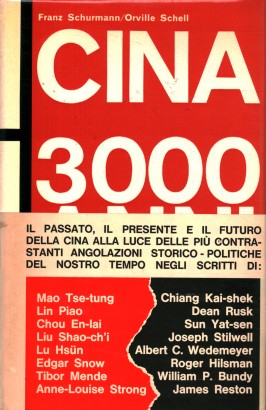 Franz Schurmann/Orville Schell
CINA
3000
IL PASSATO, IL PRESENTE E IL FUTURO
DELLA CINA ALLA LUCE DELLE PIÙ CONTRA-
STANTI ANGOLAZIONI STORICO - POLITICHE
DEL NOSTRO TEMPO NEGLI SCRITTI DI:
Mao Tse-tung
Lin Piao
Chou En-lai
Liu Shao-ch'i
Lu Hsün
Edgar Snow
Tibor Mende
Anne-Louise Strong
Chiang Kai-shek
Dean Rusk
Sun Yat-sen
Joseph Stilwell
Albert C. Wedemeyer
Roger Hilsman
William P. Bundy
James Reston